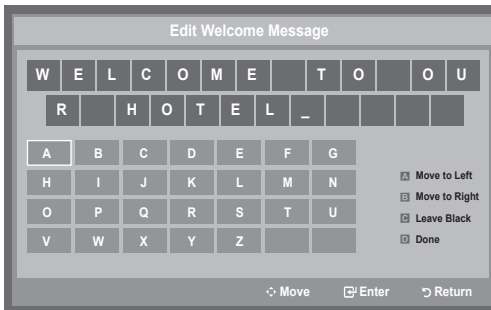 Edit Welcome Message
W E L C O M E T O O U
R H O T E L _
A B C D E F G
H I J K L M N
O P Q R S T U
V W X Y Z
A Move to Left
B Move to Right
C Leave Black
D Done
Move Enter Return